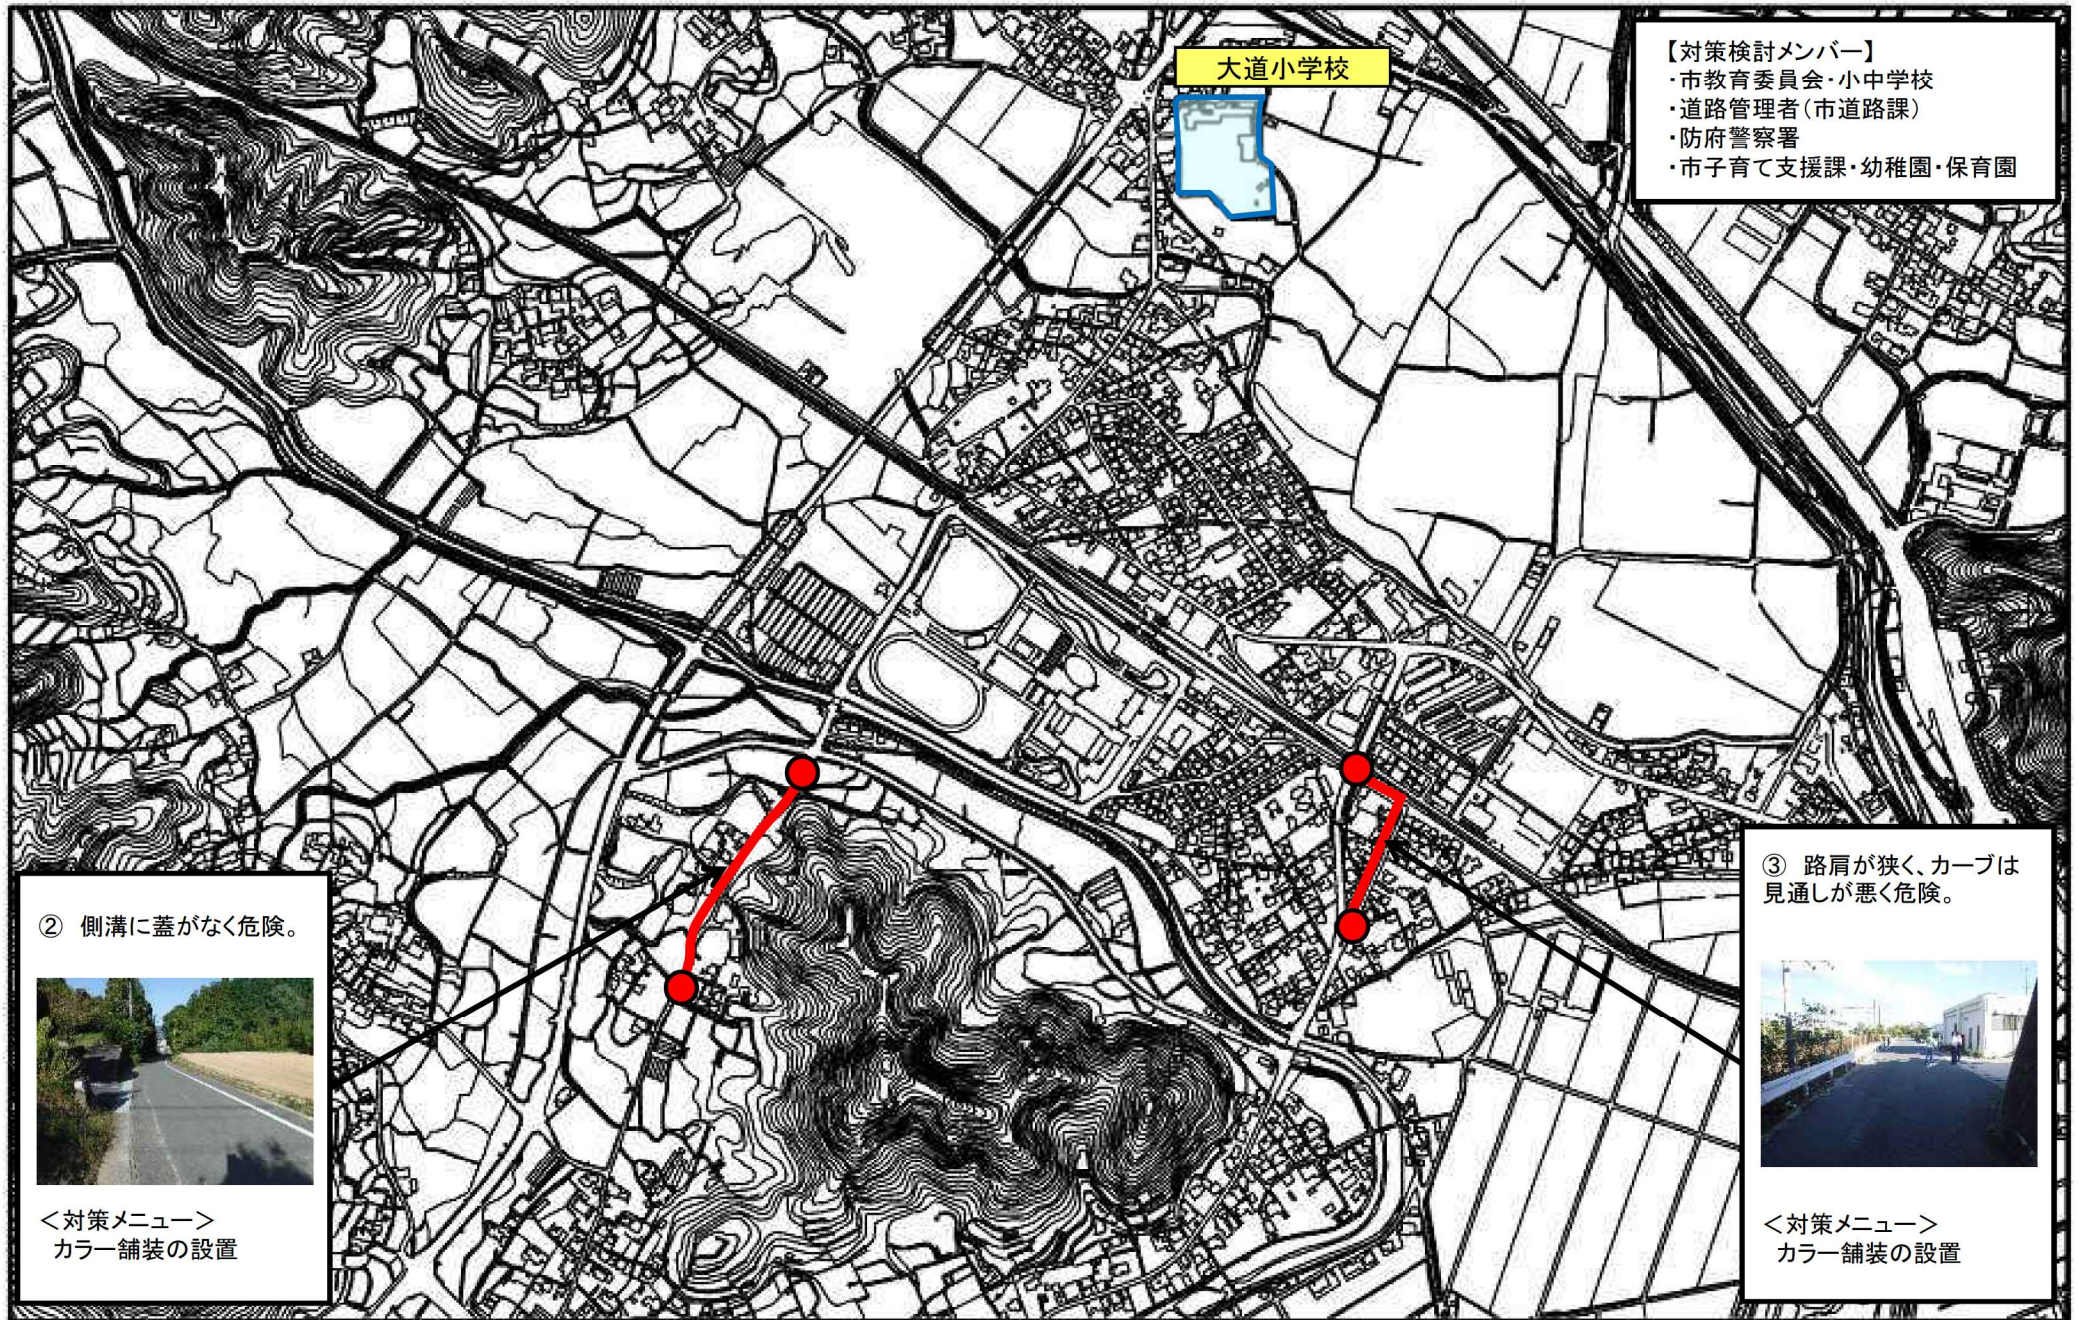 大道小学校
【対策検討メンバー】
・市教育委員会・小中学校
・道路管理者(市道路課)
・防府警察署
・市子育て支援課・幼稚園・保育園
② 側溝に蓋がなく危険。
＜対策メニュー＞
カラー舗装の設置
③ 路肩が狭く、カーブは
見通しが悪く危険。
＜対策メニュー＞
カラー舗装の設置